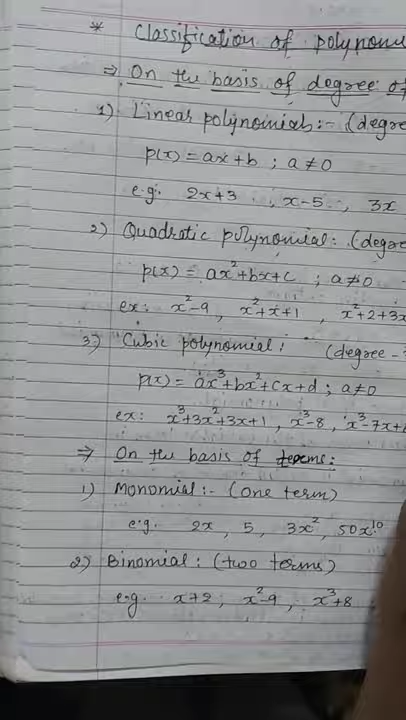 * Classification of polynom
⇒ On the basis of degree of
1) Linear polynomials:- (degre
p(x) = ax+b ; a≠0
e.g. 2x+3 , x-5 , 3x
2) Quadratic polynomial: (degre
p(x) = ax²+bx+c ; a≠0
ex: x²-9, x²+x+1 , x²+2+3x
3) Cubic polynomial: (degree -
p(x) = ax³+bx²+cx+d ; a≠0
ex: x³+3x²+3x+1 , x³-8, x³-7x+
⇒ On the basis of terms:
1) Monomial:- (one term)
e.g. 2x, 5, 3x², 50x¹⁰
2) Binomial: (two terms)
e.g. x+2, x²-9, x³+8